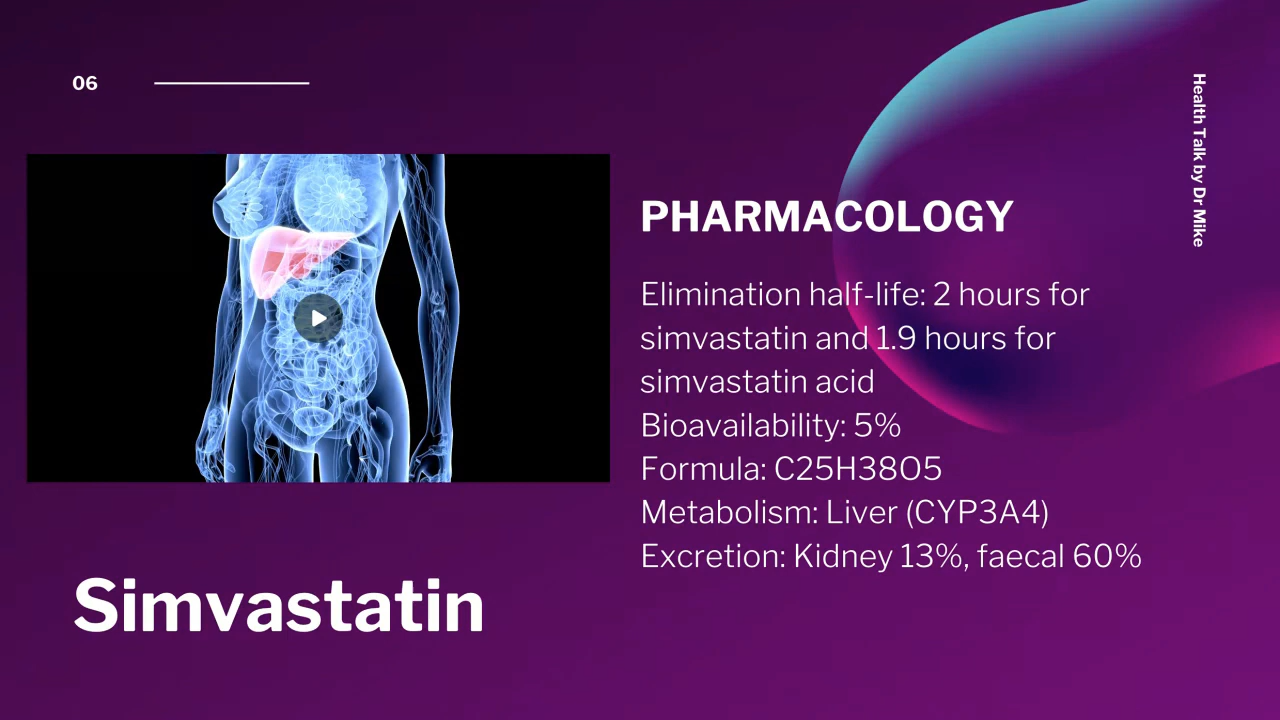 06
Health Talk by Dr Mike
PHARMACOLOGY
Elimination half-life: 2 hours for
simvastatin and 1.9 hours for
simvastatin acid
Bioavailability: 5%
Formula: C25H38O5
Metabolism: Liver (CYP3A4)
Excretion: Kidney 13%, faecal 60%
Simvastatin